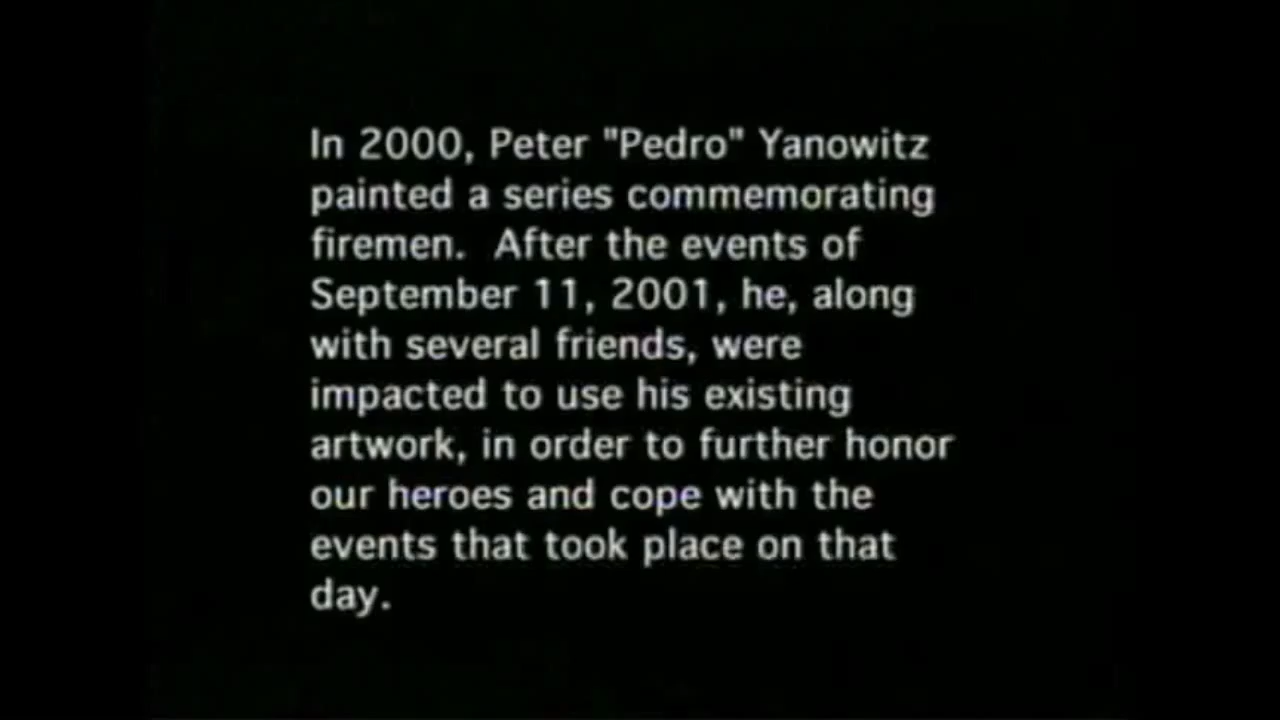 In 2000, Peter "Pedro" Yanowitz
painted a series commemorating
firemen.  After the events of
September 11, 2001, he, along
with several friends, were
impacted to use his existing
artwork, in order to further honor
our heroes and cope with the
events that took place on that
day.